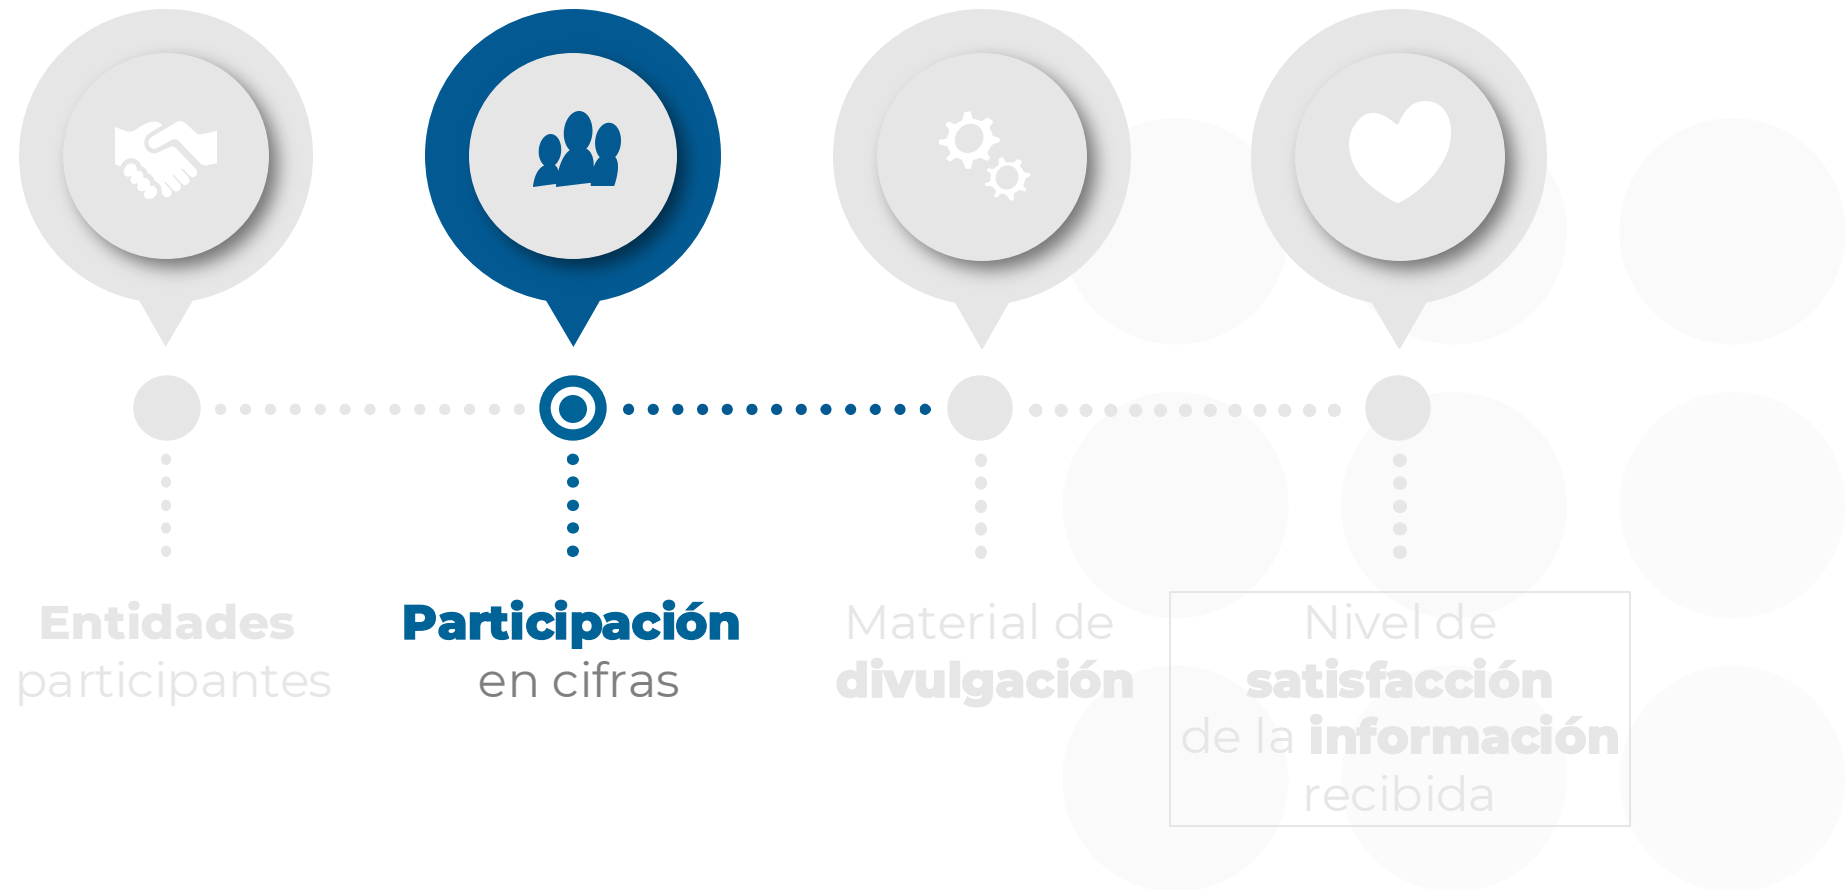 Entidades
participantes
Participación
en cifras
Material de
divulgación
Nivel de
satisfacción
de la información
recibida